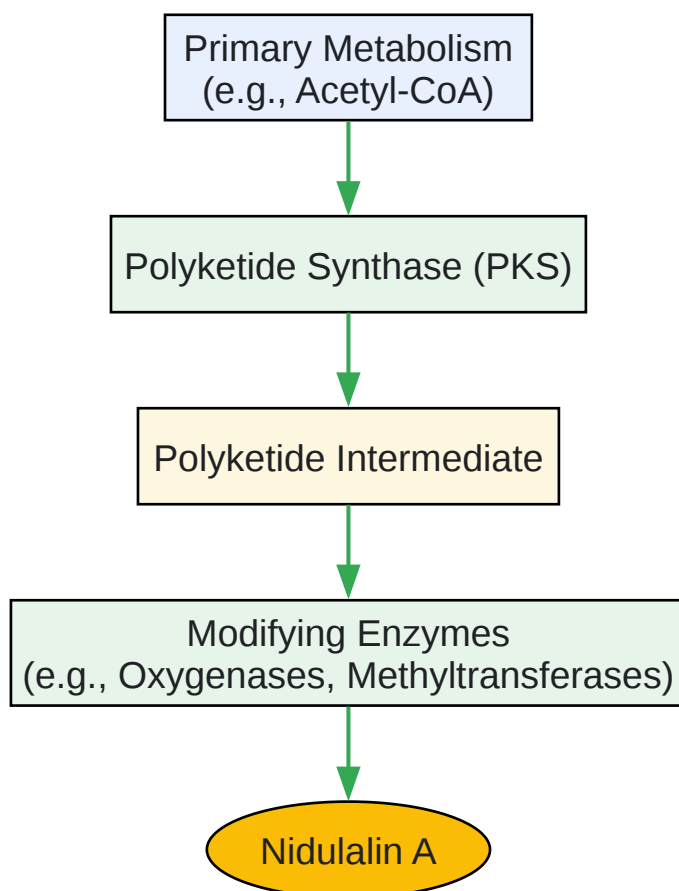 Primary Metabolism
(e.g., Acetyl-CoA)
Polyketide Synthase (PKS)
Polyketide Intermediate
Modifying Enzymes
(e.g., Oxygenases, Methyltransferases)
Nidulalin A